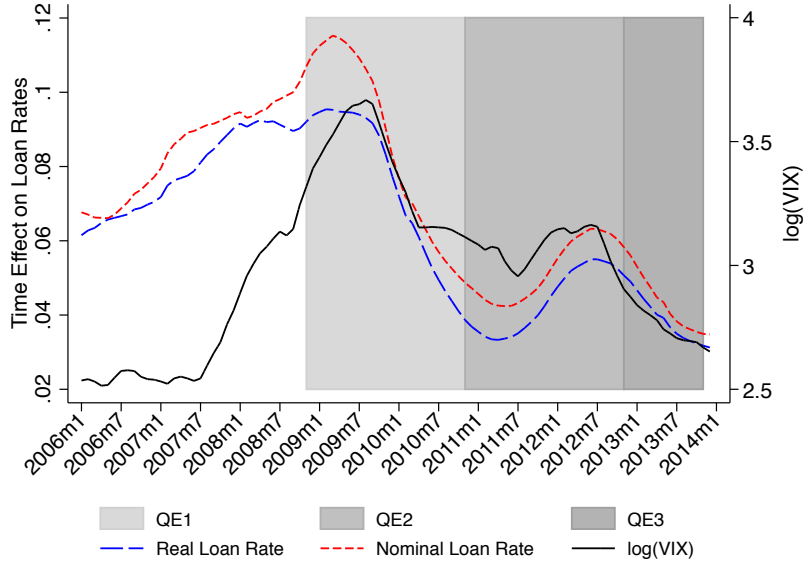 Time Effect on Loan Rates
.12
.1
.08
.06
.04
.02
4
3.5
3
2.5
log(VIX)
2006m1
2006m7
2007m1
2007m7
2008m1
2008m7
2009m1
2009m7
2010m1
2010m7
2011m1
2011m7
2012m1
2012m7
2013m1
2013m7
2014m1
QE1 QE2 QE3
Real Loan Rate Nominal Loan Rate log(VIX)